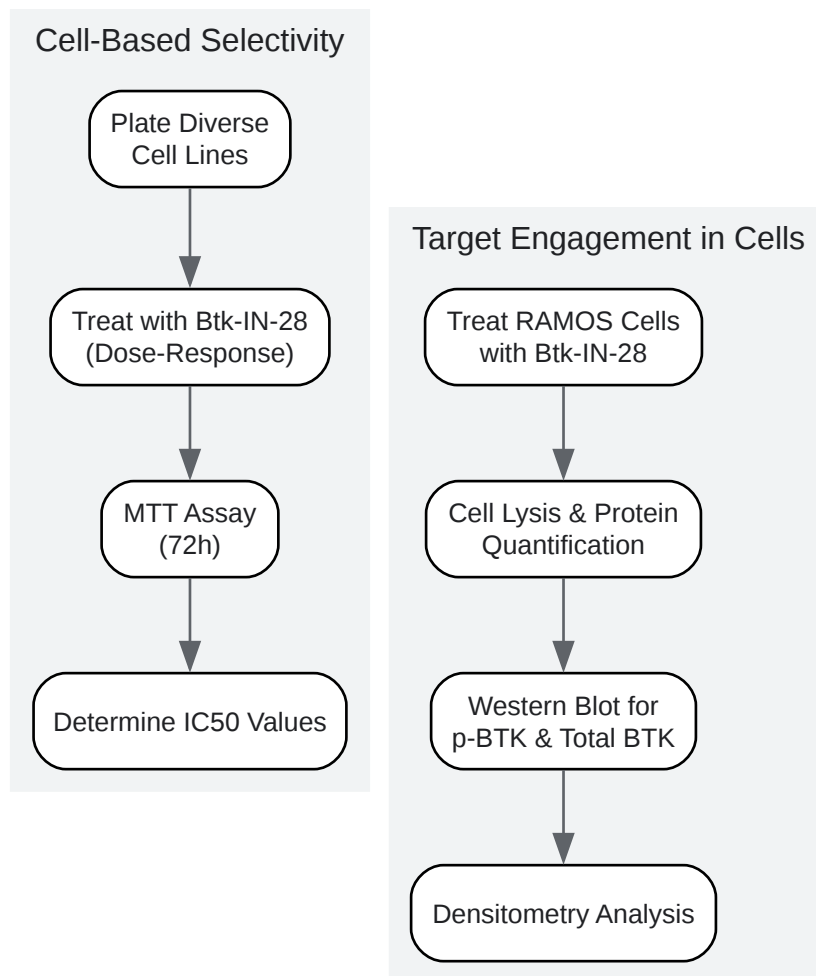 Cell-Based Selectivity
Plate Diverse
Cell Lines
Treat with Btk-IN-28
(Dose-Response)
MTT Assay
(72h)
Determine IC50 Values
Target Engagement in Cells
Treat RAMOS Cells
with Btk-IN-28
Cell Lysis & Protein
Quantification
Western Blot for
p-BTK & Total BTK
Densitometry Analysis